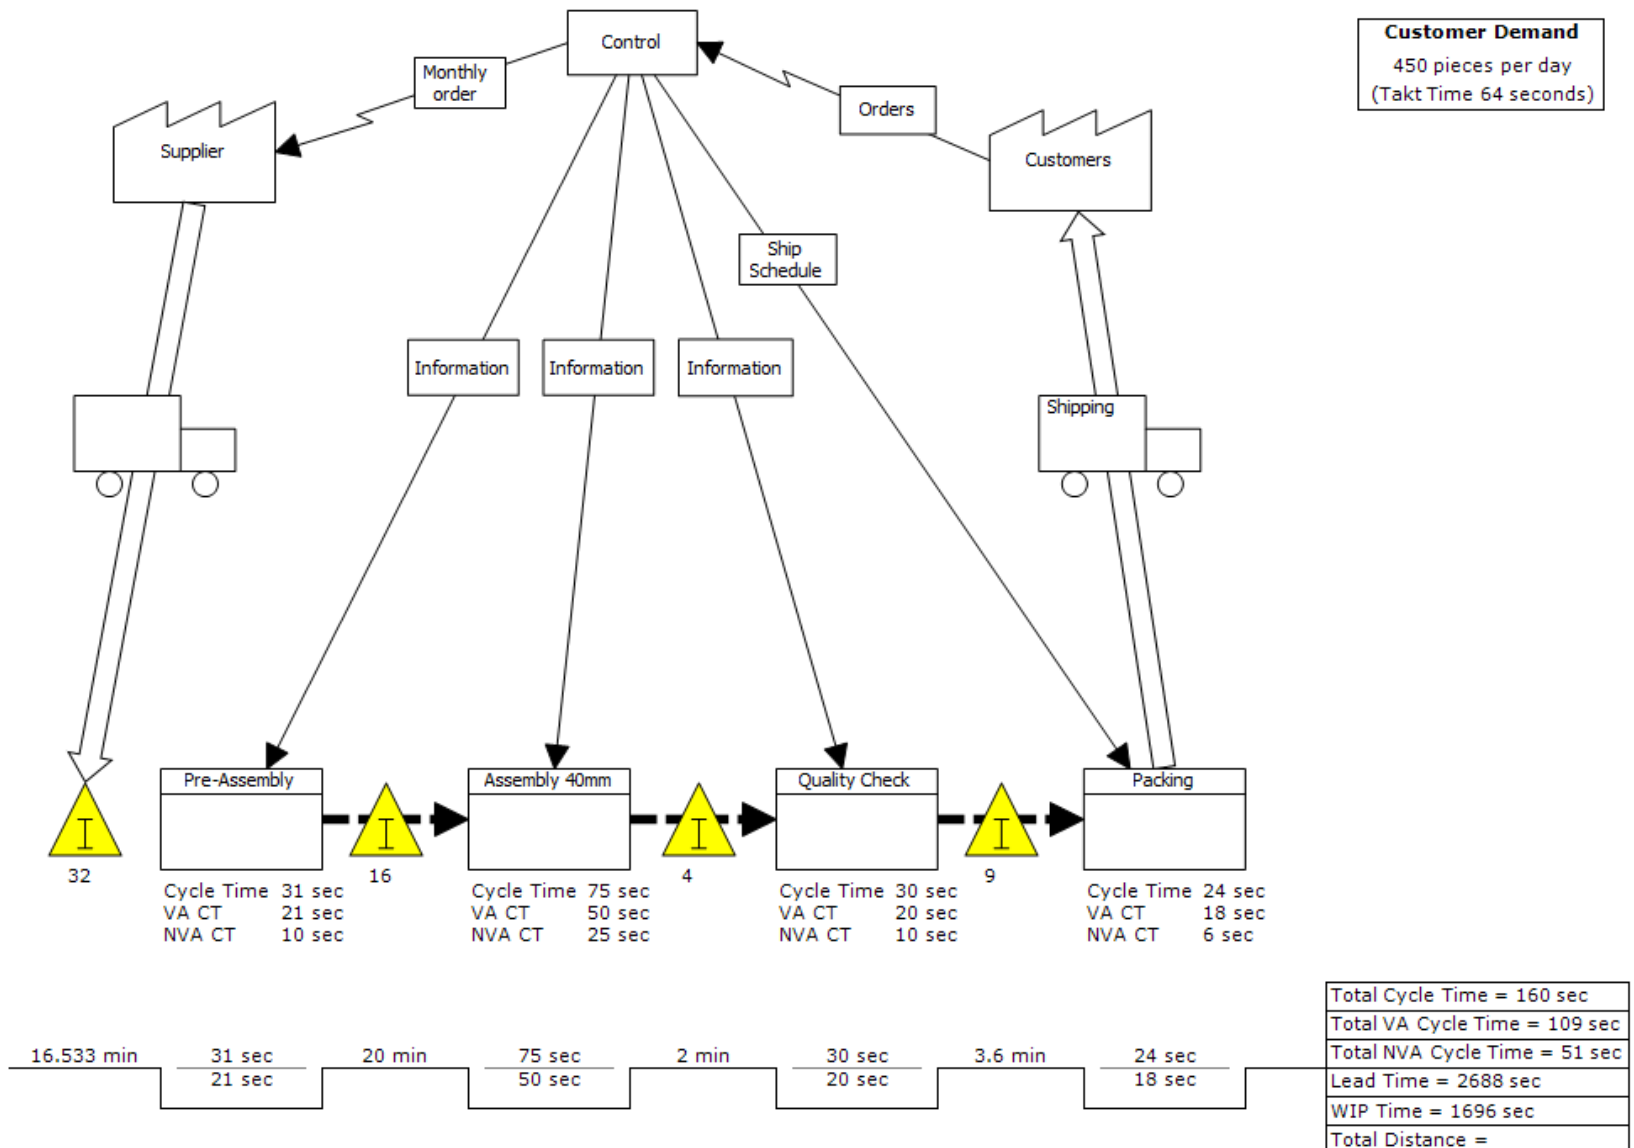 Control
Customer Demand
450 pieces per day
(Takt Time 64 seconds)
Monthly
order
Orders
Supplier
Customers
Ship
Schedule
Information
Information
Information
Shipping
Pre-Assembly
Assembly 40mm
Quality Check
Packing
I
I
I
I
32
16
4
9
Cycle Time 31 sec
VA CT 21 sec
NVA CT 10 sec
Cycle Time 75 sec
VA CT 50 sec
NVA CT 25 sec
Cycle Time 30 sec
VA CT 20 sec
NVA CT 10 sec
Cycle Time 24 sec
VA CT 18 sec
NVA CT 6 sec
16.533 min
31 sec
21 sec
20 min
75 sec
50 sec
2 min
30 sec
20 sec
3.6 min
24 sec
18 sec
Total Cycle Time = 160 sec
Total VA Cycle Time = 109 sec
Total NVA Cycle Time = 51 sec
Lead Time = 2688 sec
WIP Time = 1696 sec
Total Distance =